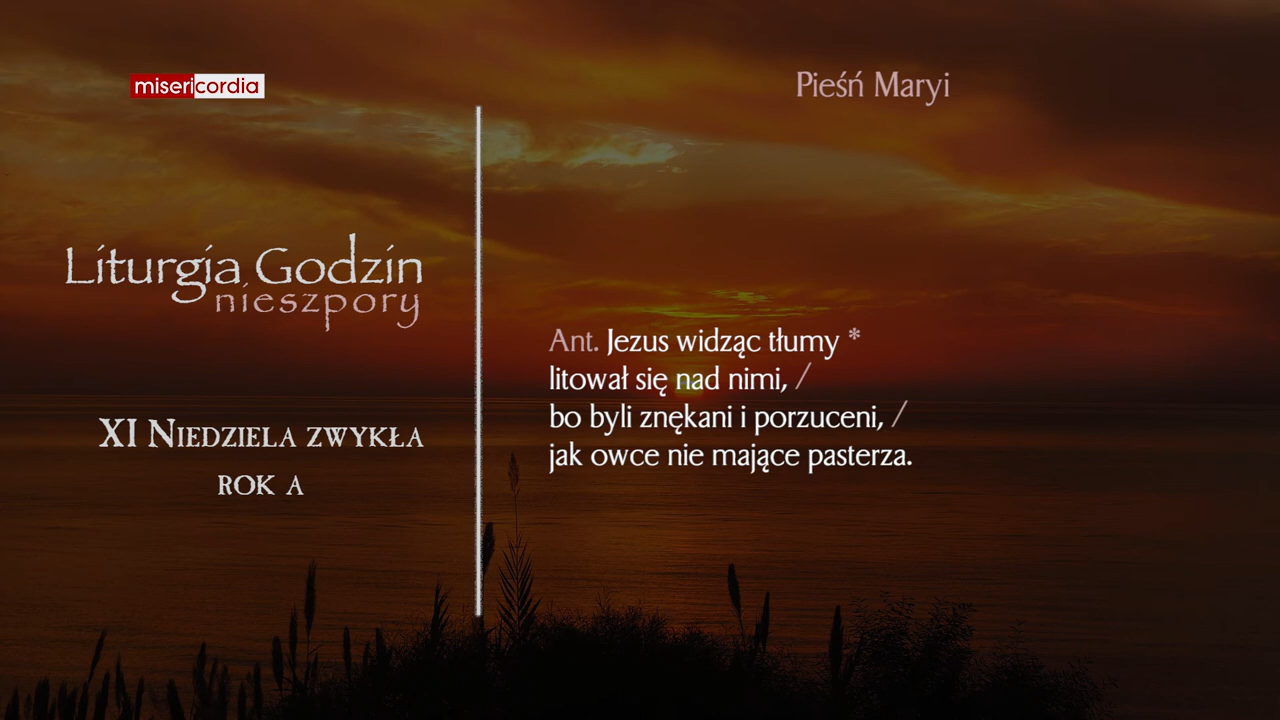 misericordia
Pieśń Maryi
Liturgia Godzin
nieszpory
XI Niedziela zwykła
rok A
Ant. Jezus widząc tłumy *
litował się nad nimi, /
bo byli znękani i porzuceni, /
jak owce nie mające pasterza.